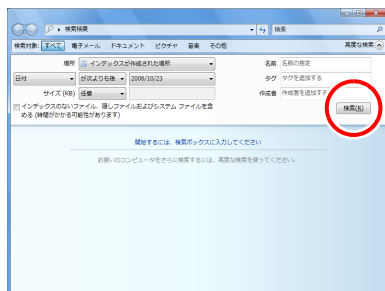 検索結果
検索
検索対象: すべて 電子メール ドキュメント ピクチャ 音楽 その他 高度な検索
場所 インデックスが作成された場所 名前 名前の指定
日付 が次よりも後 2006/10/23 タグ タグを追加する
サイズ (KB) 任意 作成者 作成者を追加する
インデックスのないファイル、隠しファイルおよびシステム ファイルを含
める (時間がかかる可能性があります)
検索(R)
開始するには、検索ボックスに入力してください
お使いのコンピュータをさらに検索するには、高度な検索を使ってください。